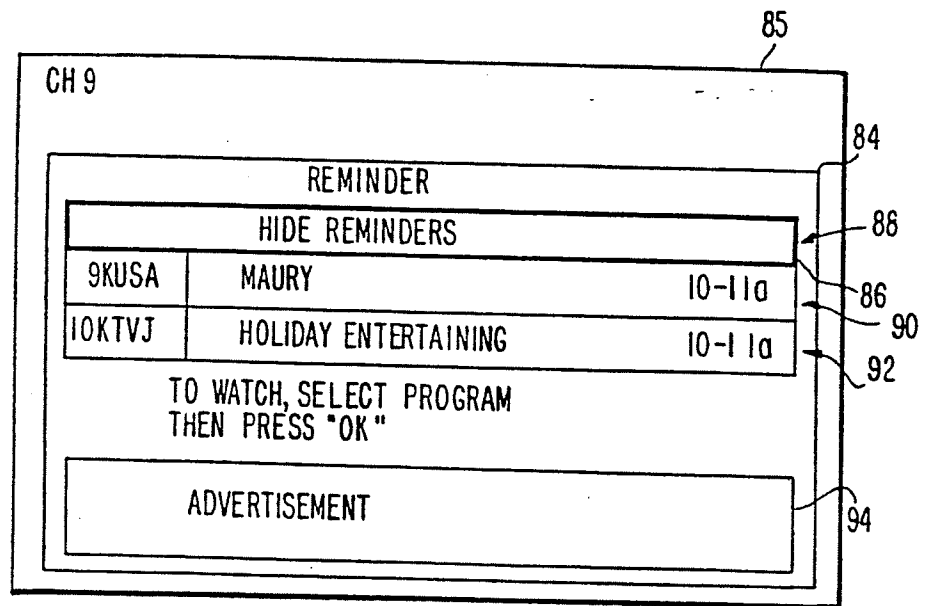 85
CH 9
84
REMINDER
HIDE REMINDERS
88
9KUSA MAURY 10-11a
86
90
10KTVJ HOLIDAY ENTERTAINING 10-11a
92
TO WATCH, SELECT PROGRAM
THEN PRESS "OK"
ADVERTISEMENT
94